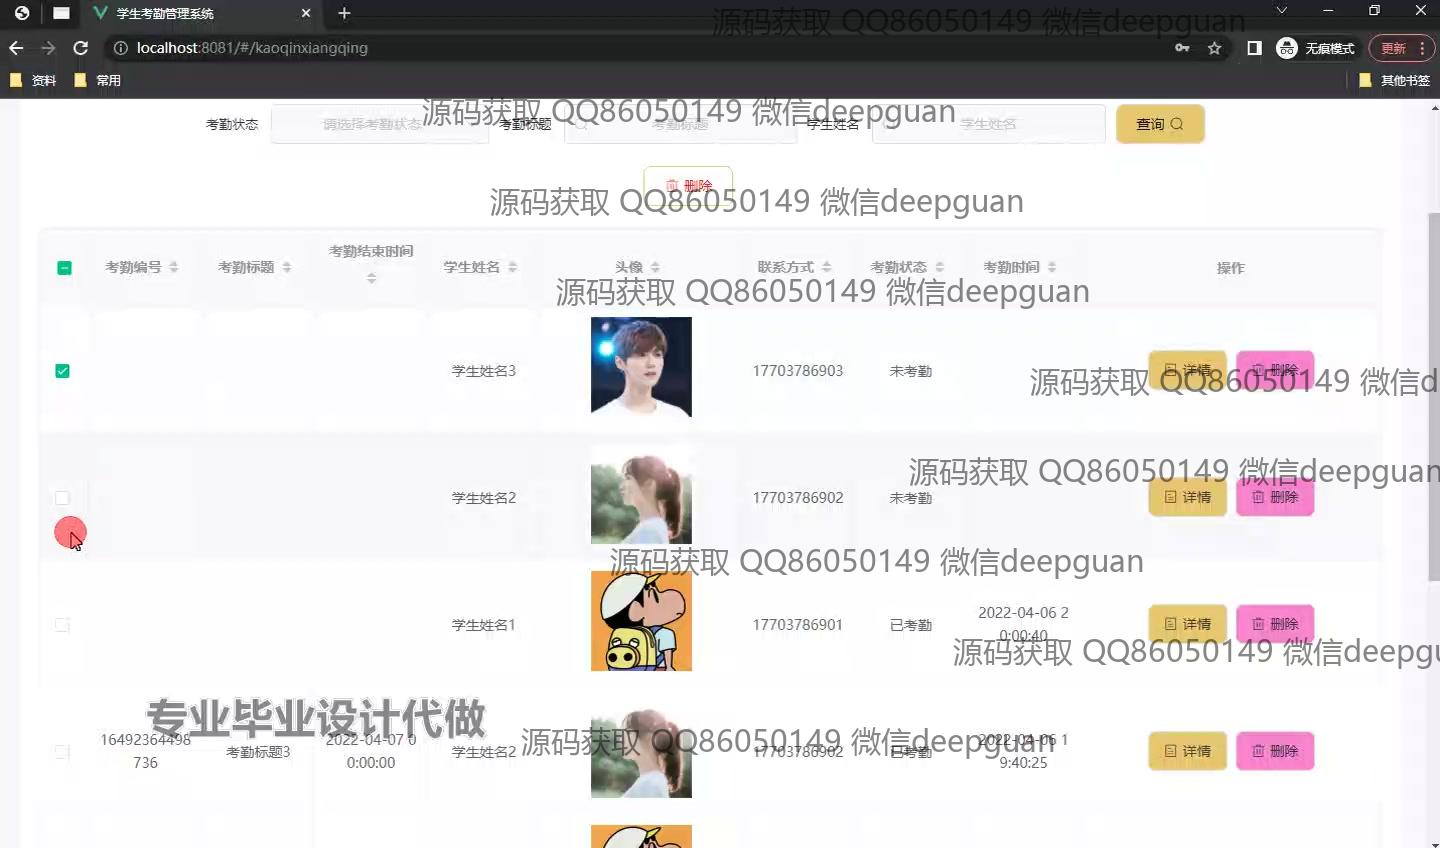 学生考勤管理系统
源码获取 QQ86050149 微信deepguan
localhost:8081/#/kaoqinxiangqing
无痕模式
更新
资料
常用
其他书签
源码获取 QQ86050149 微信deepguan
考勤状态
请选择考勤状态
考勤标题
考勤标题
学生姓名
学生姓名
查询
删除
源码获取 QQ86050149 微信deepguan
考勤编号
考勤标题
考勤结束时间
学生姓名
头像
联系方式
考勤状态
考勤时间
操作
源码获取 QQ86050149 微信deepguan
学生姓名3
17703786903
未考勤
详情
删除
源码获取 QQ86050149 微信d
源码获取 QQ86050149 微信deepguan
学生姓名2
17703786902
未考勤
详情
删除
源码获取 QQ86050149 微信deepguan
学生姓名1
17703786901
已考勤
2022-04-06 2
0:00:40
详情
删除
源码获取 QQ86050149 微信deepgu
专业毕业设计代做
16492364498
736
考勤标题3
2022-04-07 0
0:00:00
学生姓名2
源码获取 QQ86050149 微信deepguan
17703786902
已考勤
2022-04-06 1
9:40:25
详情
删除